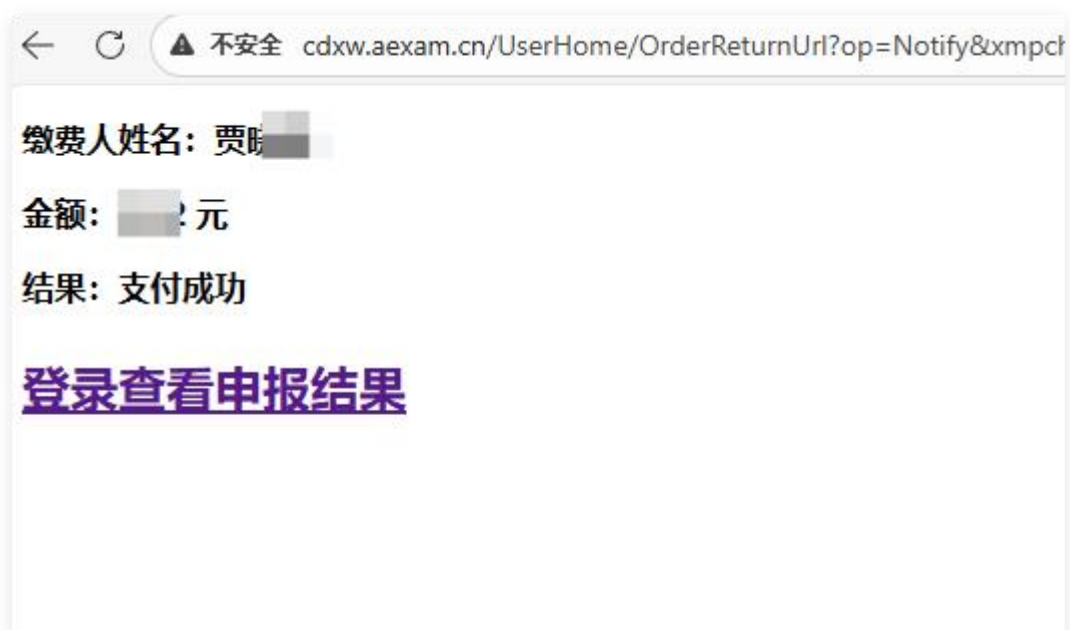 不安全 cdxw.aexam.cn/UserHome/OrderReturnUrl?op=Notify&xmpch
缴费人姓名：贾
金额： 元
结果：支付成功
登录查看申报结果